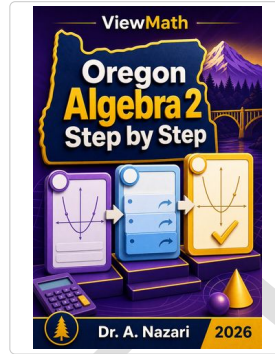 ViewMath
Oregon
Algebra 2
Step by Step
Dr. A. Nazari
2026